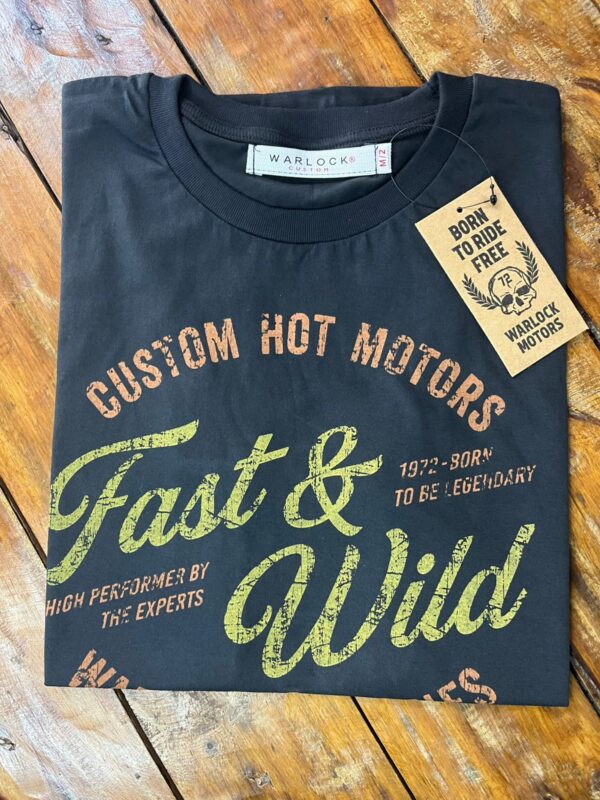 WARLOCK®
CUSTOM
M/2
BORN
TO RIDE
FREE
72
WARLOCK
MOTORS
CUSTOM HOT MOTORS
Fast &
1972-BORN
TO BE LEGENDARY
Wild
HIGH PERFORMER BY
THE EXPERTS